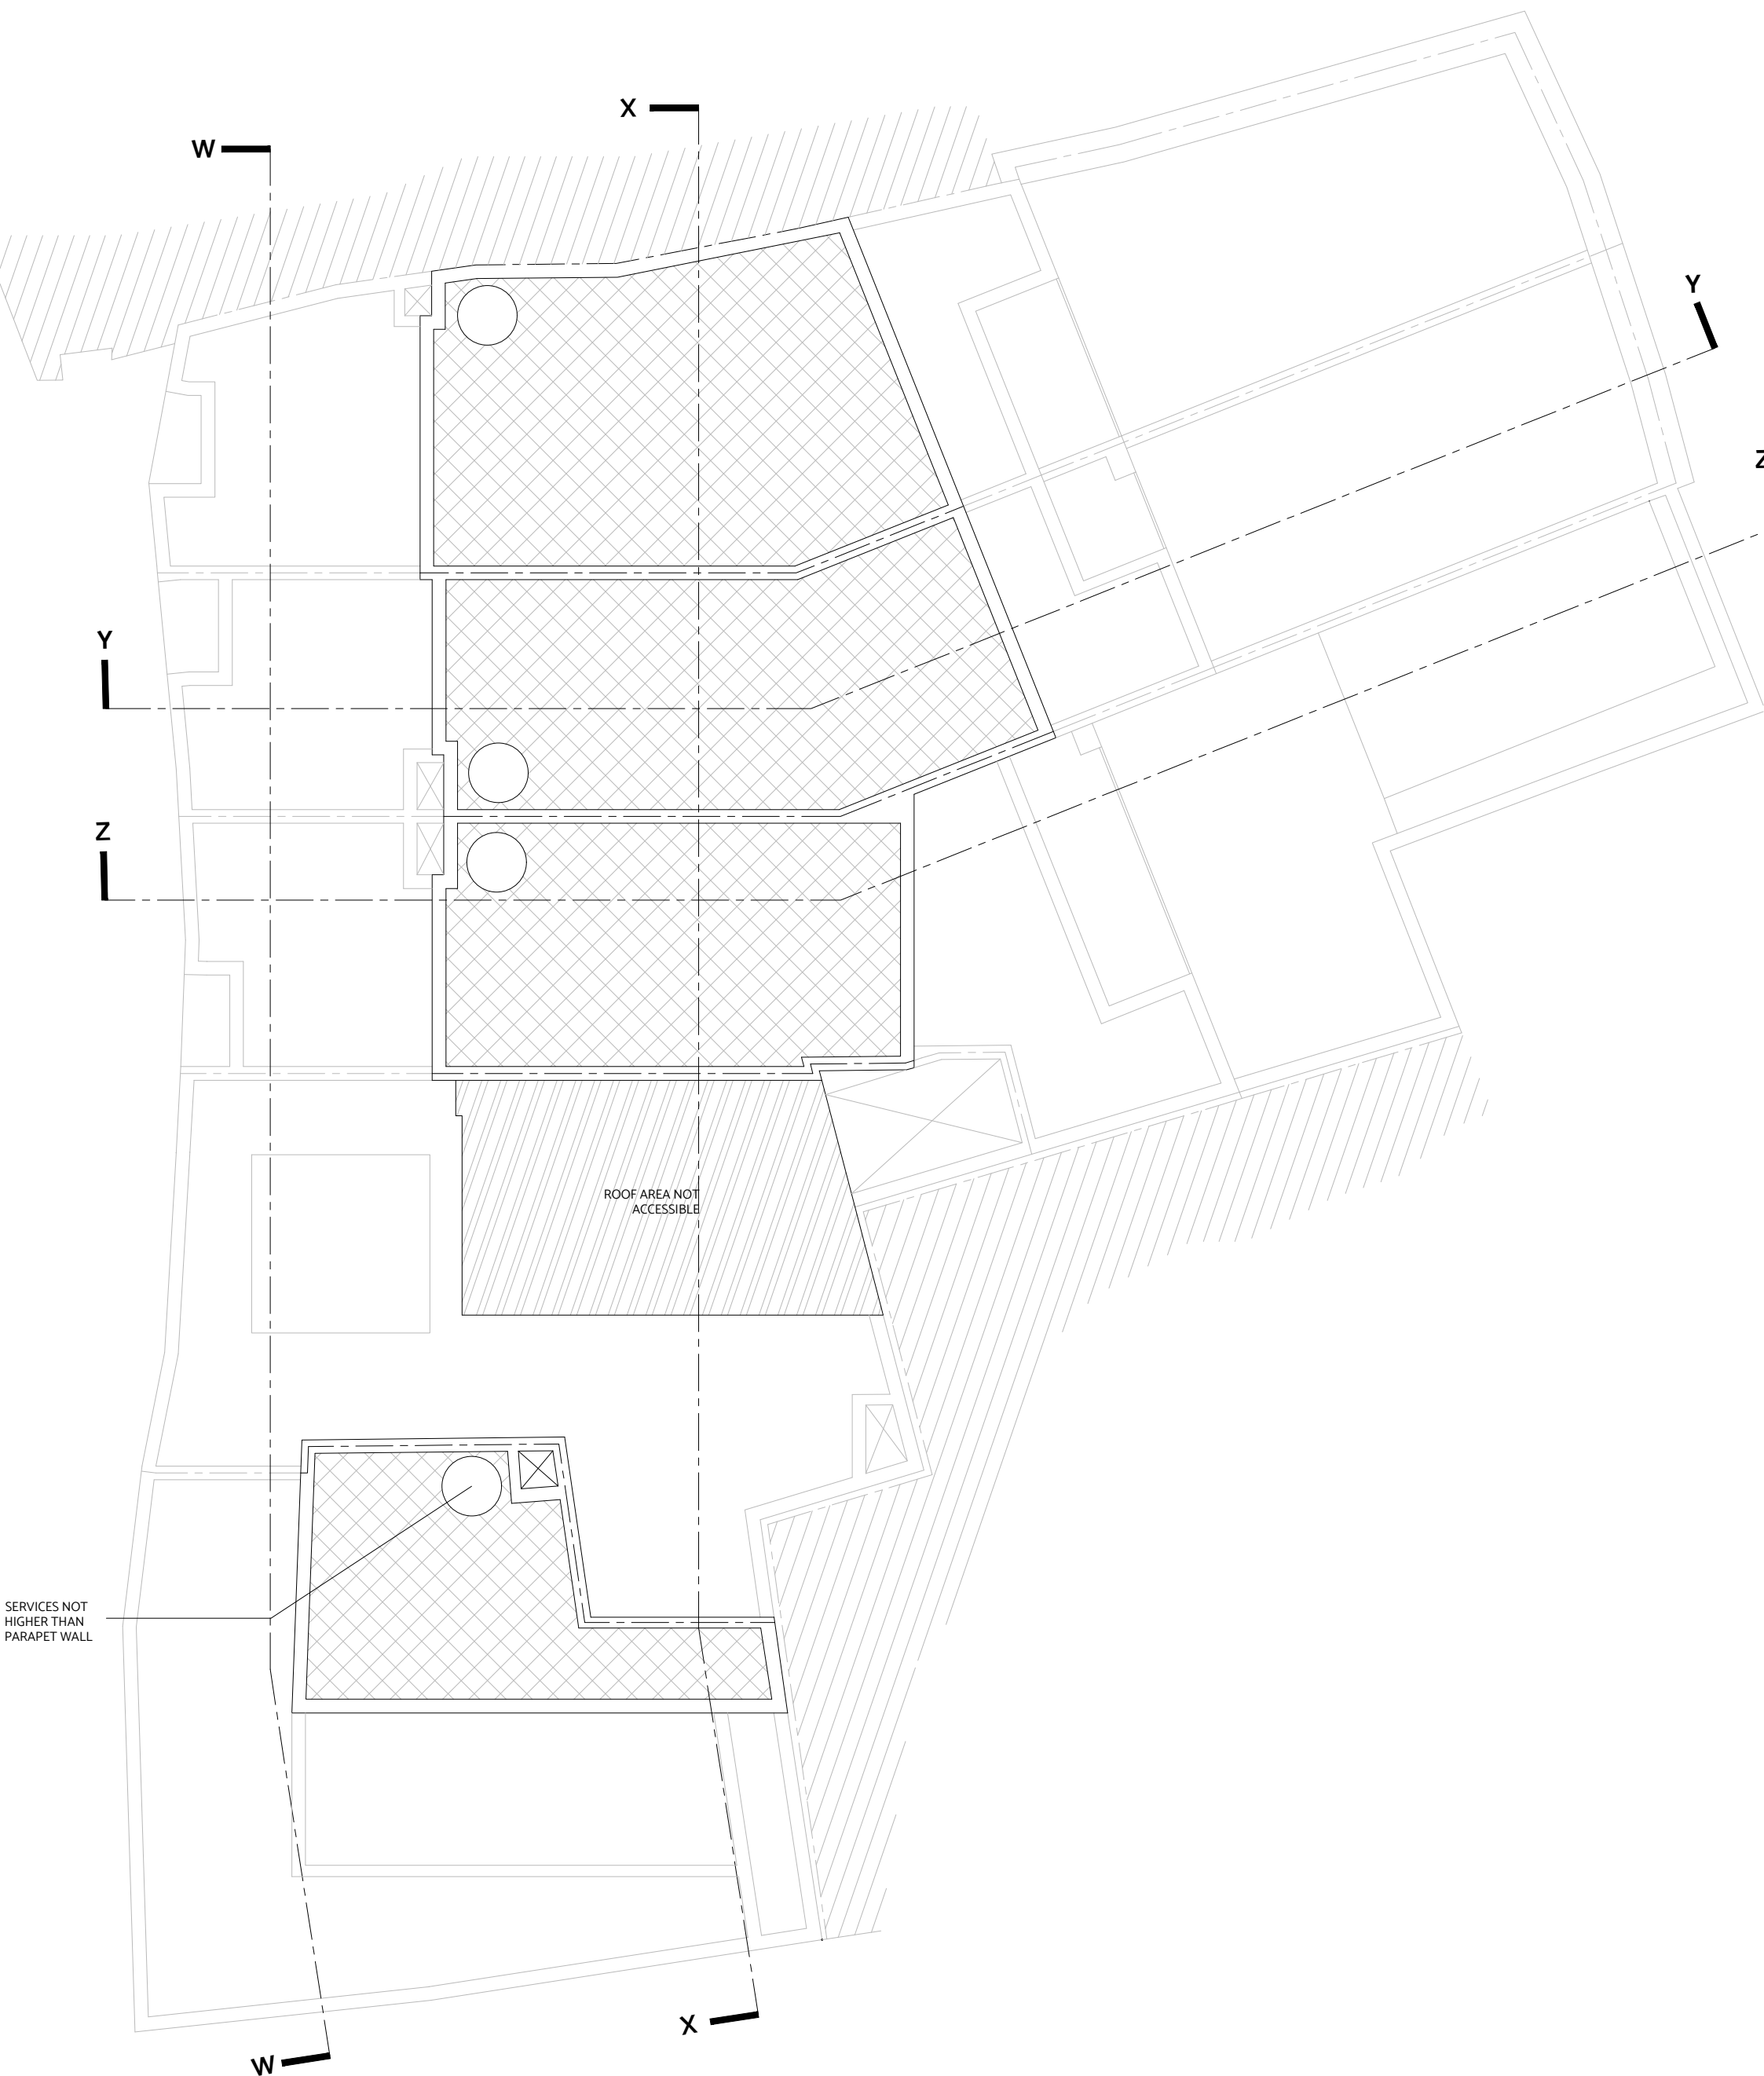 X
W
Y
Z
Y
Z
ROOF AREA NOT
ACCESSIBLE
SERVICES NOT
HIGHER THAN
PARAPET WALL
X
W